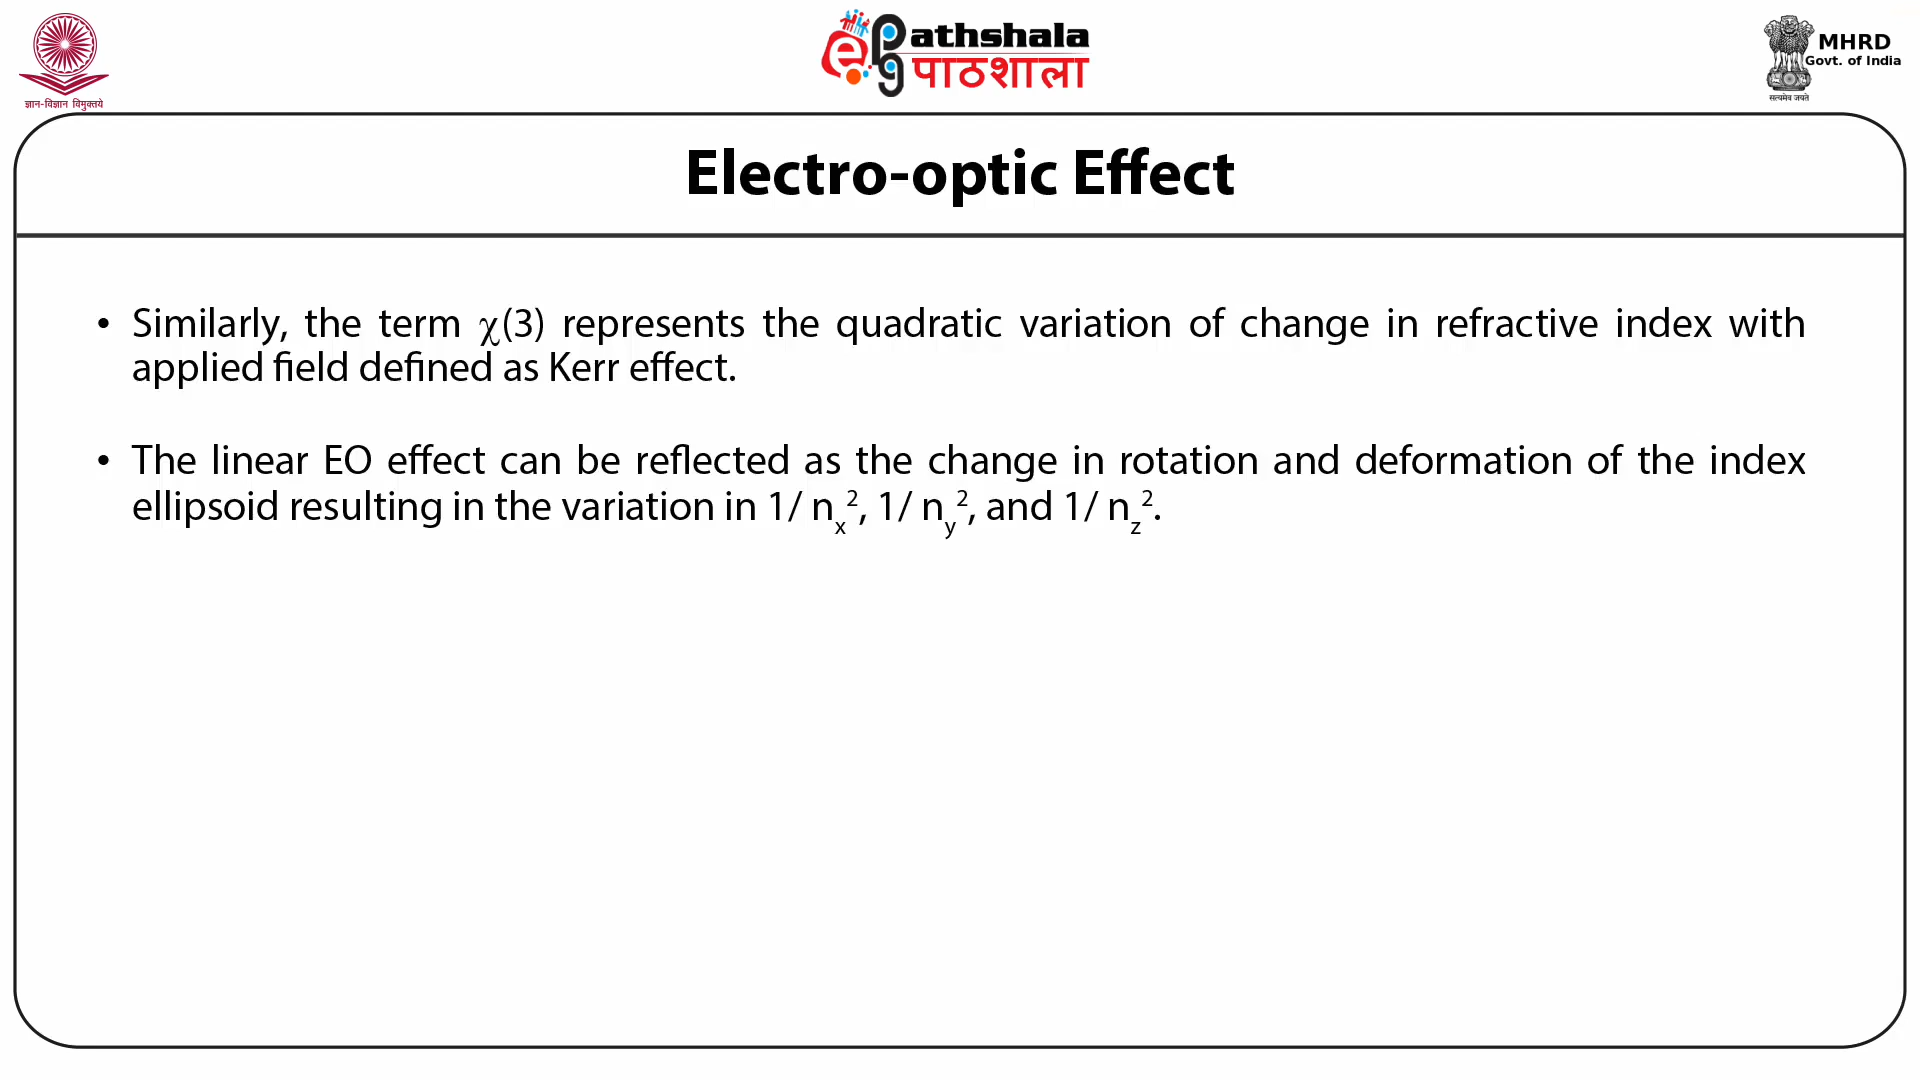 ज्ञान-विज्ञान विमुक्तये
ePathshala
पाठशाला
MHRD
Govt. of India
सत्यमेव जयते
Electro-optic Effect
• Similarly, the term χ(3) represents the quadratic variation of change in refractive index with
applied field defined as Kerr effect.
• The linear EO effect can be reflected as the change in rotation and deformation of the index
ellipsoid resulting in the variation in 1/ nₓ², 1/ n_y², and 1/ n_z².